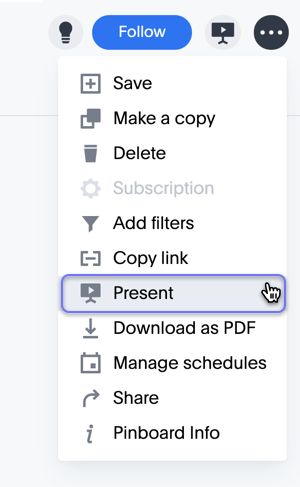 Follow
Save
Make a copy
Delete
Subscription
Add filters
Copy link
Present
Download as PDF
Manage schedules
Share
Pinboard Info